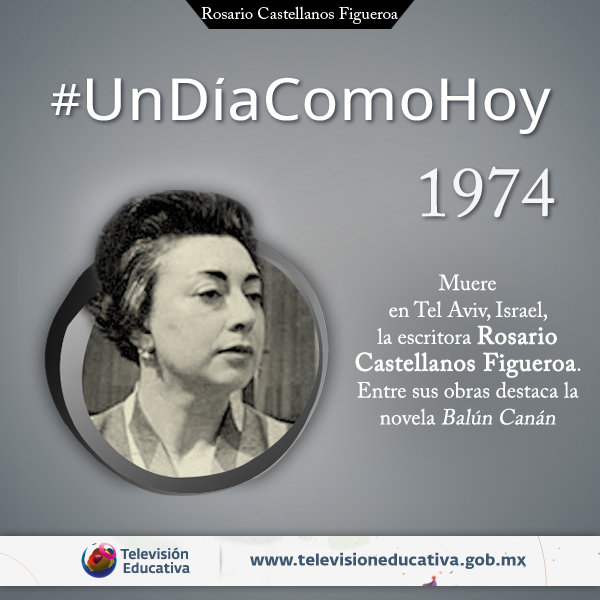 Rosario Castellanos Figueroa
#UnDíaComoHoy
1974
Muere
en Tel Aviv, Israel,
la escritora Rosario
Castellanos Figueroa.
Entre sus obras destaca la
novela Balún Canán
Televisión
Educativa
www.televisioneducativa.gob.mx